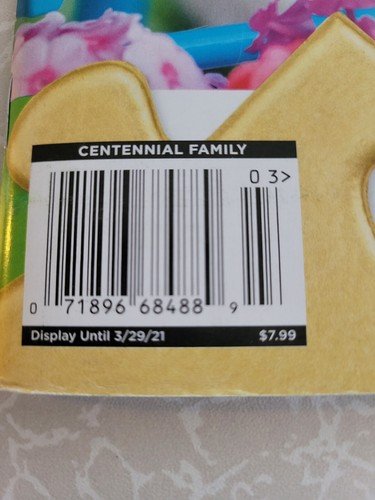 CENTENNIAL FAMILY
0 3>
0 71896 68488 9
Display Until 3/29/21 $7.99